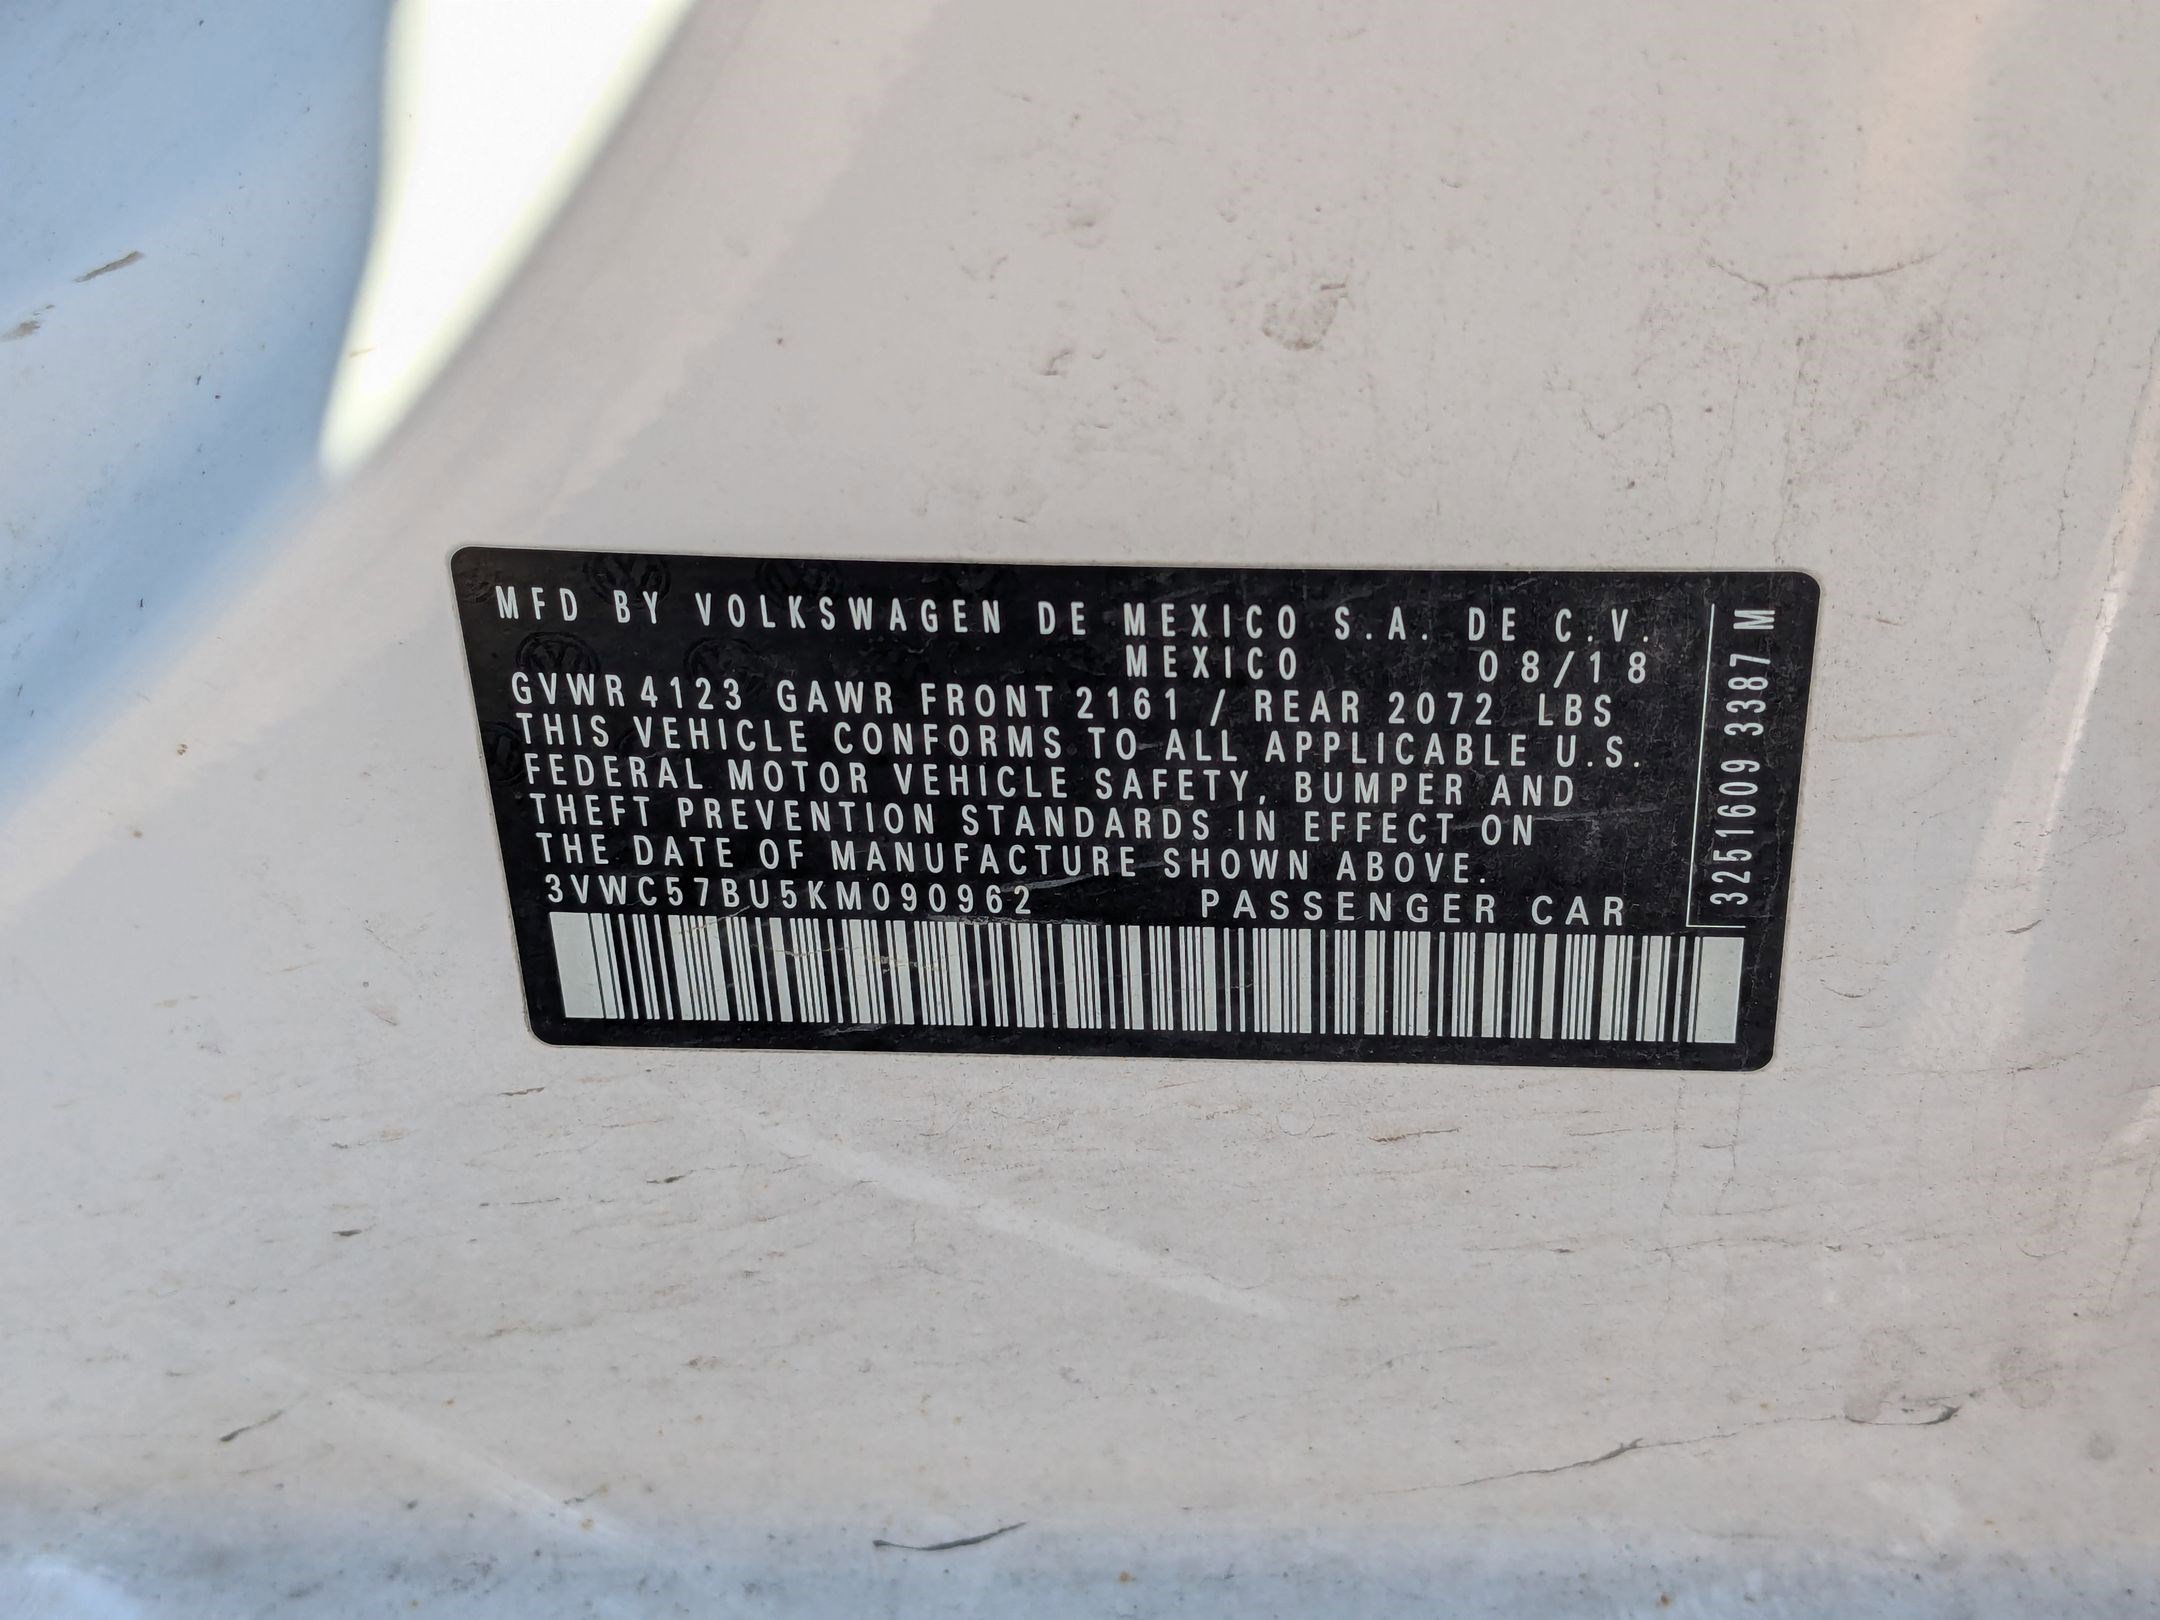 MFD BY VOLKSWAGEN DE MEXICO S.A. DE C.V.
MEXICO 08/18
GVWR 4123 GAWR FRONT 2161 / REAR 2072 LBS
THIS VEHICLE CONFORMS TO ALL APPLICABLE U.S.
FEDERAL MOTOR VEHICLE SAFETY, BUMPER AND
THEFT PREVENTION STANDARDS IN EFFECT ON
THE DATE OF MANUFACTURE SHOWN ABOVE.
3VWC57BU5KM090962 PASSENGER CAR
3251609 3387 M